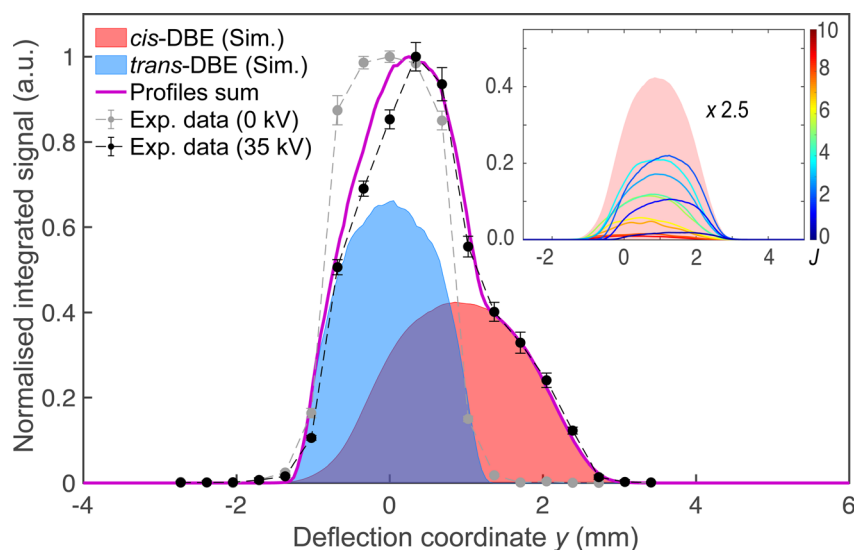 cis-DBE (Sim.)
trans-DBE (Sim.)
Profiles sum
Exp. data (0 kV)
Exp. data (35 kV)
Normalised integrated signal (a.u.)
1
0.8
0.6
0.4
0.2
0
-4
-2
0
2
4
6
Deflection coordinate y (mm)
x 2.5
0.4
0.2
0.0
-2
0
2
4
10
8
6
4
2
0
J